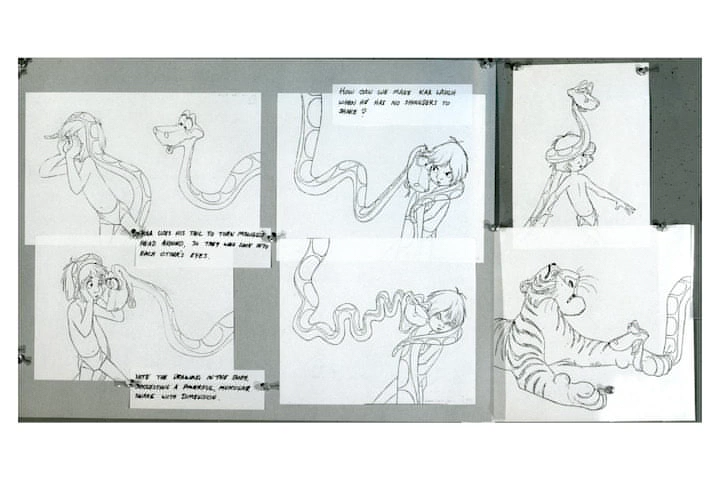 HOW CAN WE MAKE KAA LAUGH
WHEN HE HAS NO SHOULDERS TO
SHAKE ?
KAA USES HIS TAIL TO TURN MOWGLI'S
HEAD AROUND, SO THEY WILL LOOK INTO
EACH OTHER'S EYES.
NOTE THE DRAWING IN THE BODY,
SUGGESTING A POWERFUL, MUSCULAR
SNAKE WITH DIMENSION.